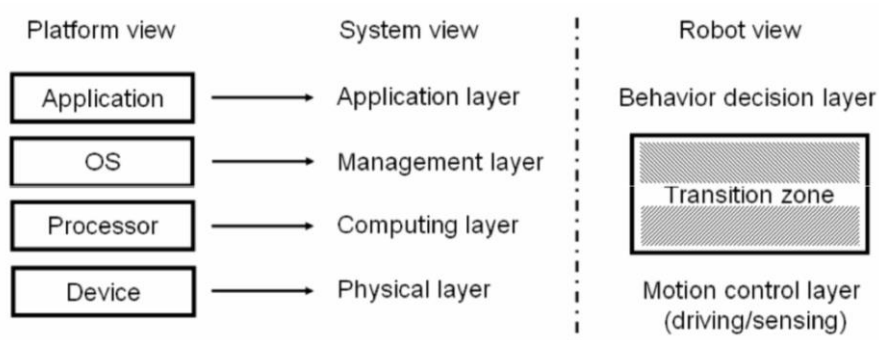 Platform view System view Robot view
Application Application layer Behavior decision layer
OS Management layer
Transition zone
Processor Computing layer
Device Physical layer Motion control layer
(driving/sensing)